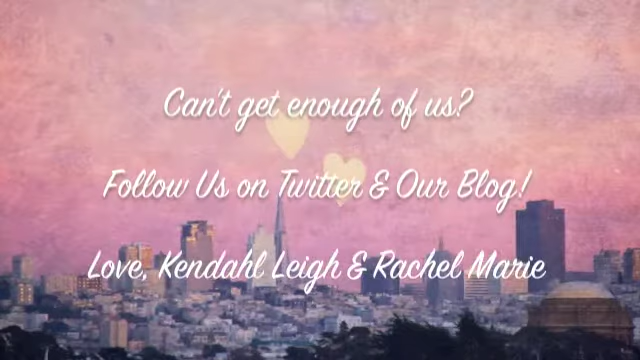 Can't get enough of us?
Follow Us on Twitter & Our Blog!
Love, Kendahl Leigh & Rachel Marie